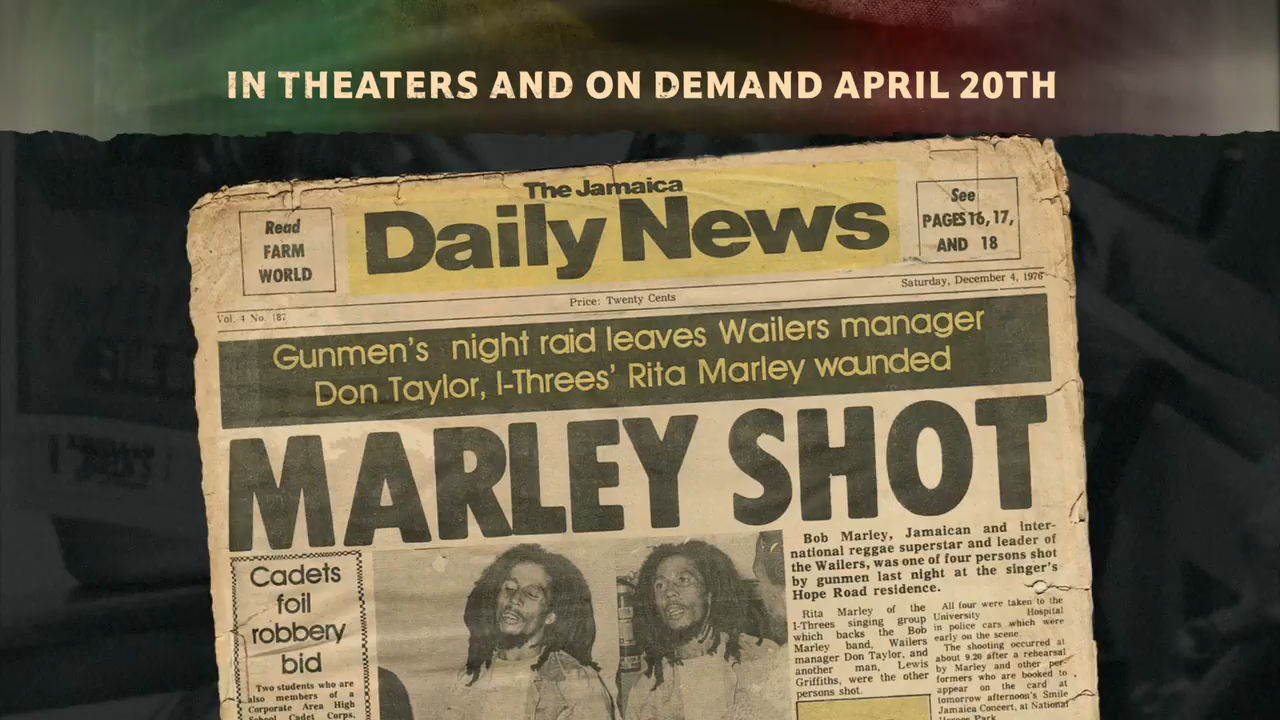 IN THEATERS AND ON DEMAND APRIL 20TH
Read
FARM
WORLD
The Jamaica
Daily News
See
PAGES 16, 17,
AND 18
Vol. 4 No. 187
Price: Twenty Cents
Saturday, December 4, 1976
Gunmen's night raid leaves Wailers manager
Don Taylor, I-Threes' Rita Marley wounded
MARLEY SHOT
Cadets
foil
robbery
bid
Two students who are
also members of a
Corporate Area High
School Cadet Corps,
Bob Marley, Jamaican and inter-
national reggae superstar and leader of
the Wailers, was one of four persons shot
by gunmen last night at the singer's
Hope Road residence.
Rita Marley of the
I-Threes singing group
which backs the Bob
Marley band, Wailers
manager Don Taylor, and
another man, Lewis
Griffiths, were the other
persons shot.
All four were taken to the
University Hospital
in police cars which were
early on the scene.
The shooting occurred at
about 9.20 after a rehearsal
by Marley and other per-
formers who are booked to
appear on the card at
tomorrow afternoon's Smile
Jamaica Concert, at National
Heroes Park